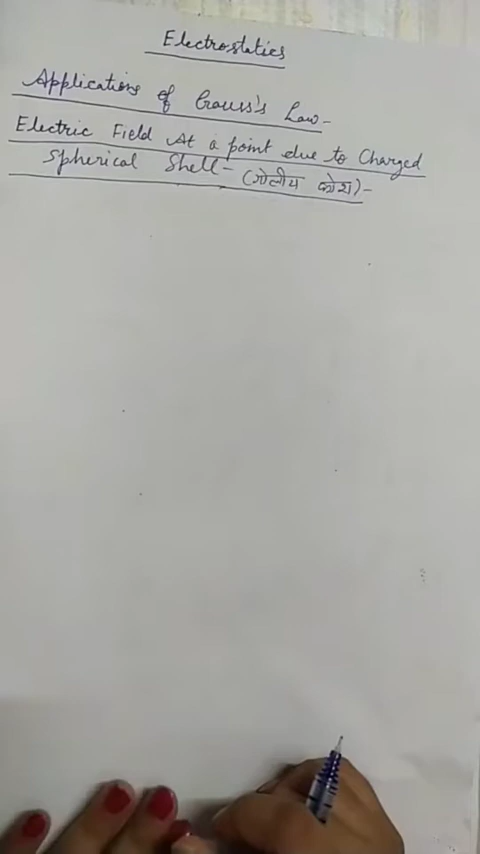 Electrostatics
Applications of Gauss's Law-
Electric Field At a point due to Charged
Spherical Shell- (गोलीय कोश)-